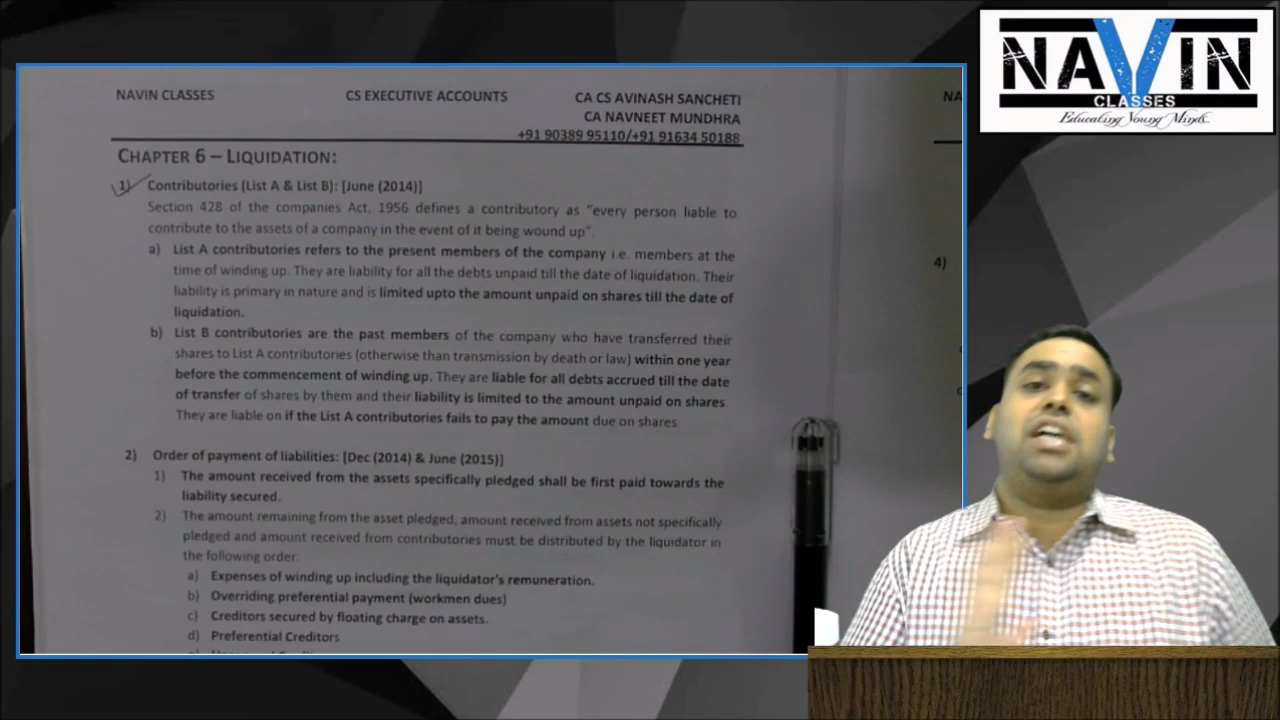 NAVIN
CLASSES
Educating Young Minds..
NAVIN CLASSES CS EXECUTIVE ACCOUNTS CA CS AVINASH SANCHETI
CA NAVNEET MUNDHRA
+91 90389 95110/+91 91634 50188
CHAPTER 6 – LIQUIDATION:
1) Contributories (List A & List B): [June (2014)]
Section 428 of the companies Act, 1956 defines a contributory as "every person liable to
contribute to the assets of a company in the event of it being wound up".
a) List A contributories refers to the present members of the company i.e. members at the
time of winding up. They are liability for all the debts unpaid till the date of liquidation. Their
liability is primary in nature and is limited upto the amount unpaid on shares till the date of
liquidation.
b) List B contributories are the past members of the company who have transferred their
shares to List A contributories (otherwise than transmission by death or law) within one year
before the commencement of winding up. They are liable for all debts accrued till the date
of transfer of shares by them and their liability is limited to the amount unpaid on shares.
They are liable on if the List A contributories fails to pay the amount due on shares.
2) Order of payment of liabilities: [Dec (2014) & June (2015)]
1) The amount received from the assets specifically pledged shall be first paid towards the
liability secured.
2) The amount remaining from the asset pledged, amount received from assets not specifically
pledged and amount received from contributories must be distributed by the liquidator in
the following order:
a) Expenses of winding up including the liquidator's remuneration.
b) Overriding preferential payment (workmen dues)
c) Creditors secured by floating charge on assets.
d) Preferential Creditors
NA
4)